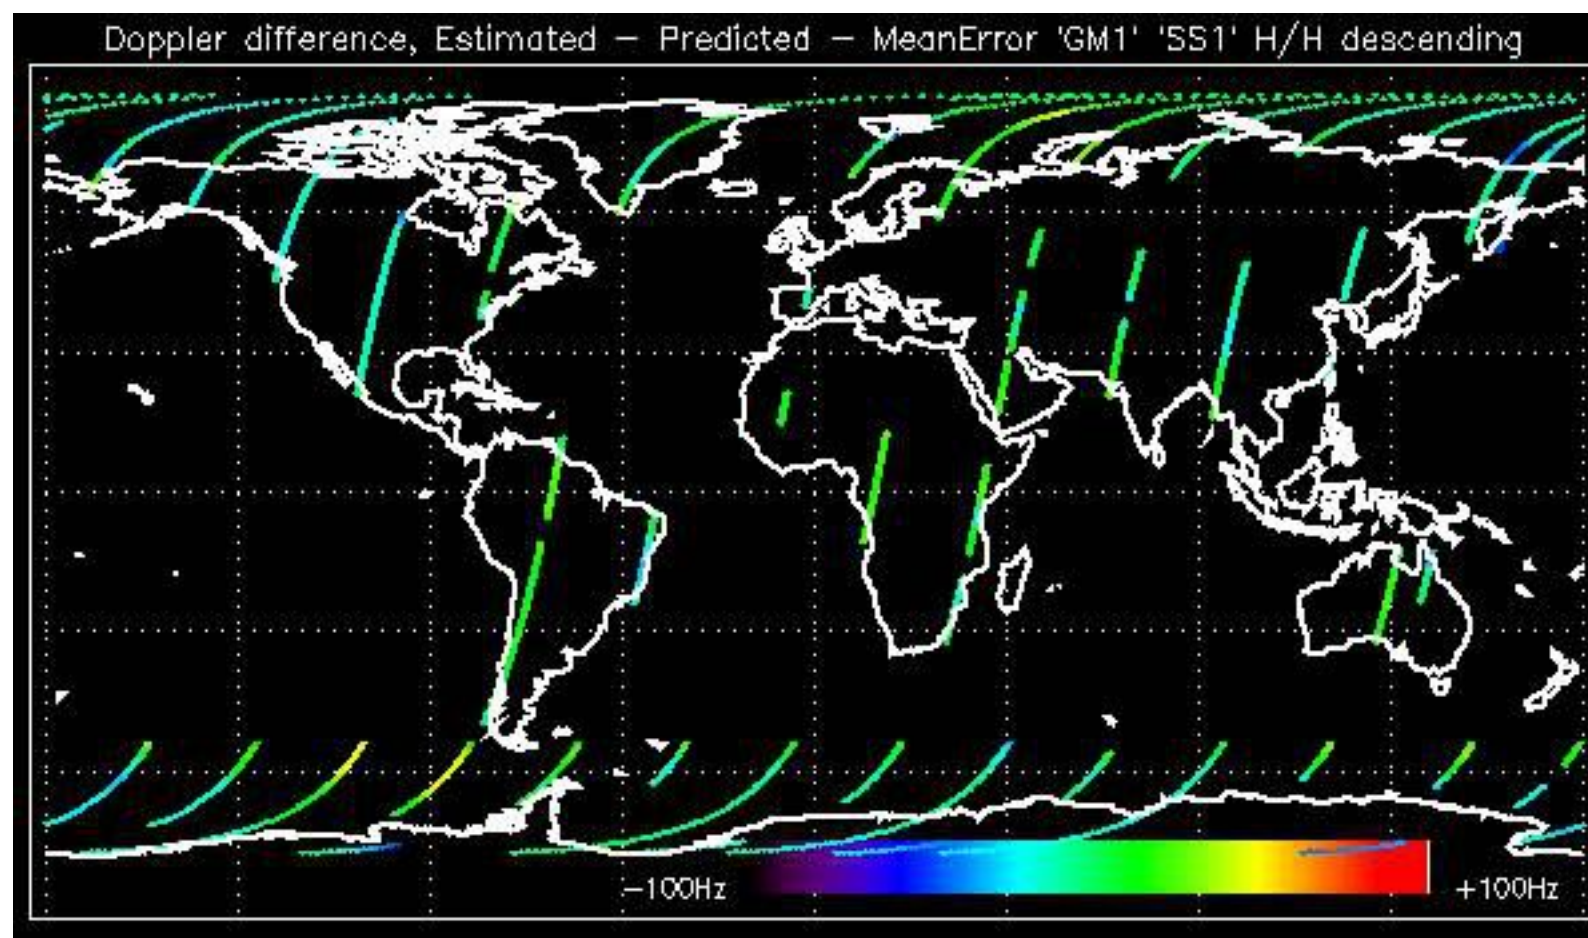 Doppler difference, Estimated − Predicted − MeanError 'GM1' 'SS1' H/H descending
−100Hz +100Hz